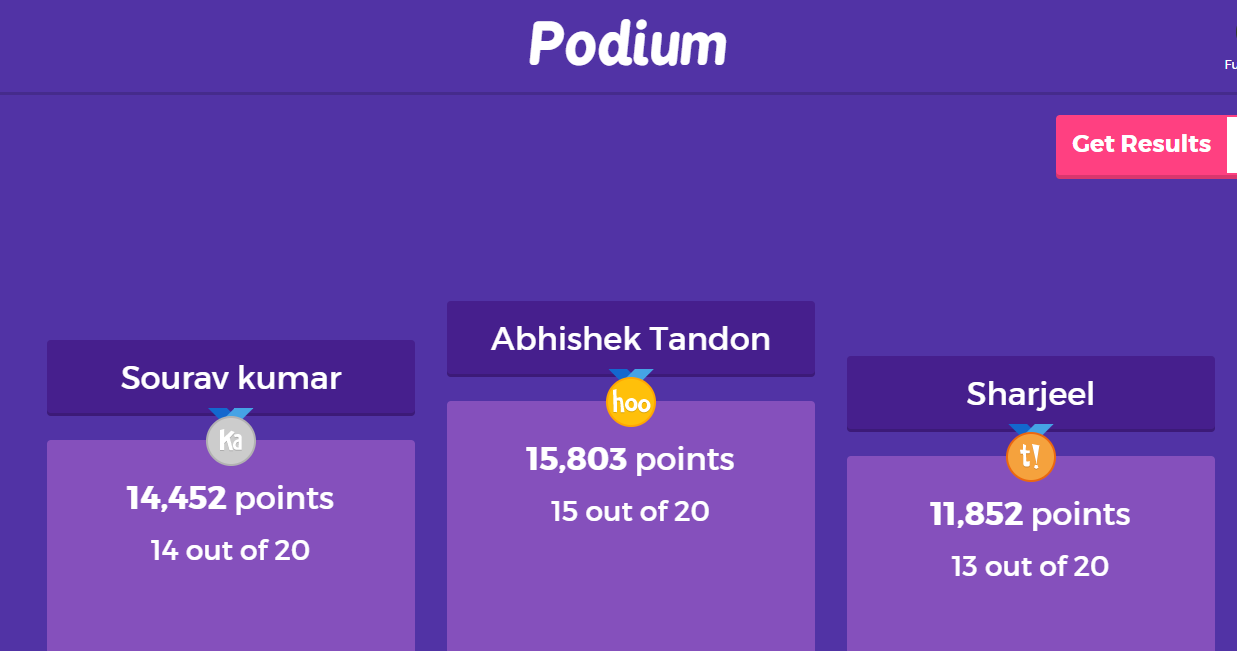 Podium
Fu
Get Results
Sourav kumar
Ka
14,452 points
14 out of 20
Abhishek Tandon
hoo
15,803 points
15 out of 20
Sharjeel
t!
11,852 points
13 out of 20